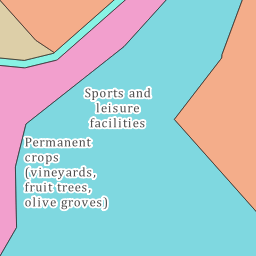 Sports and
leisure
facilities
Permanent
crops
(vineyards,
fruit trees,
olive groves)